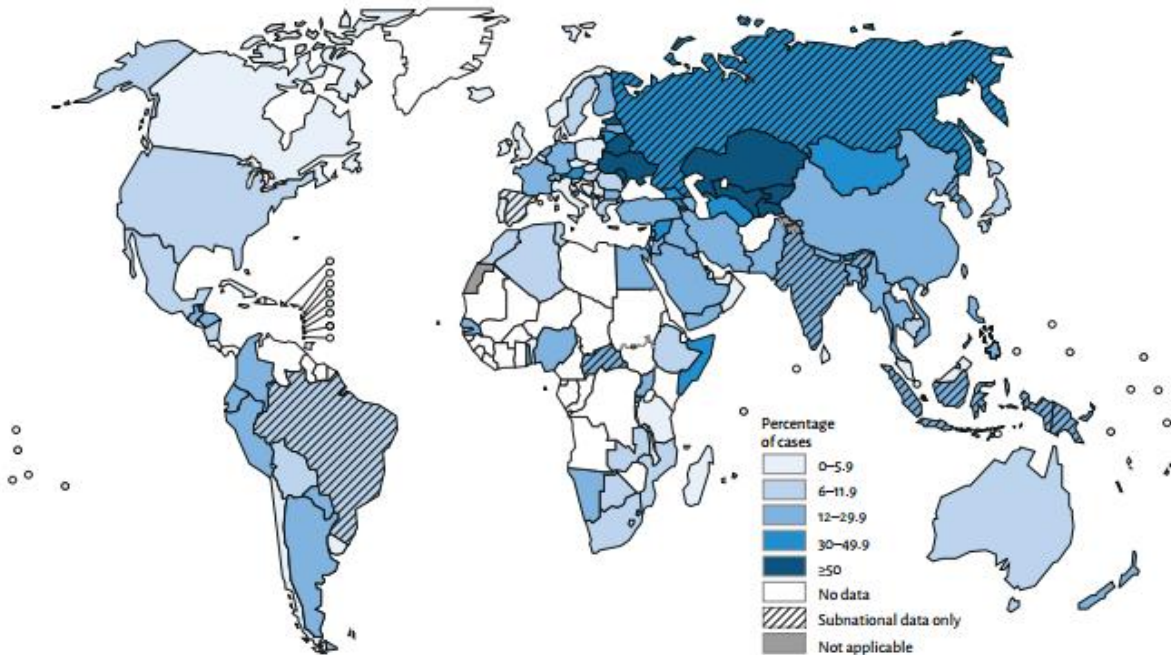 Percentage
of cases
0–5.9
6–11.9
12–29.9
30–49.9
≥50
No data
Subnational data only
Not applicable